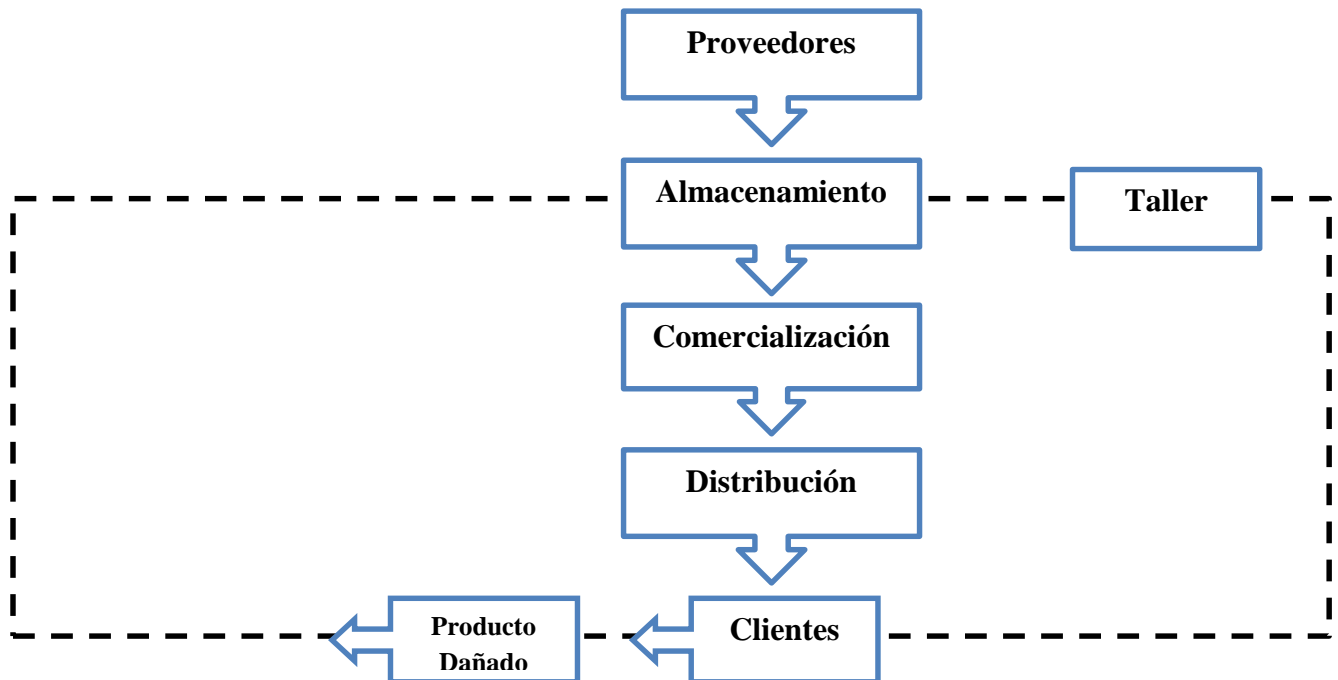 Proveedores
Almacenamiento
Taller
Comercialización
Distribución
Clientes
Producto
Dañado